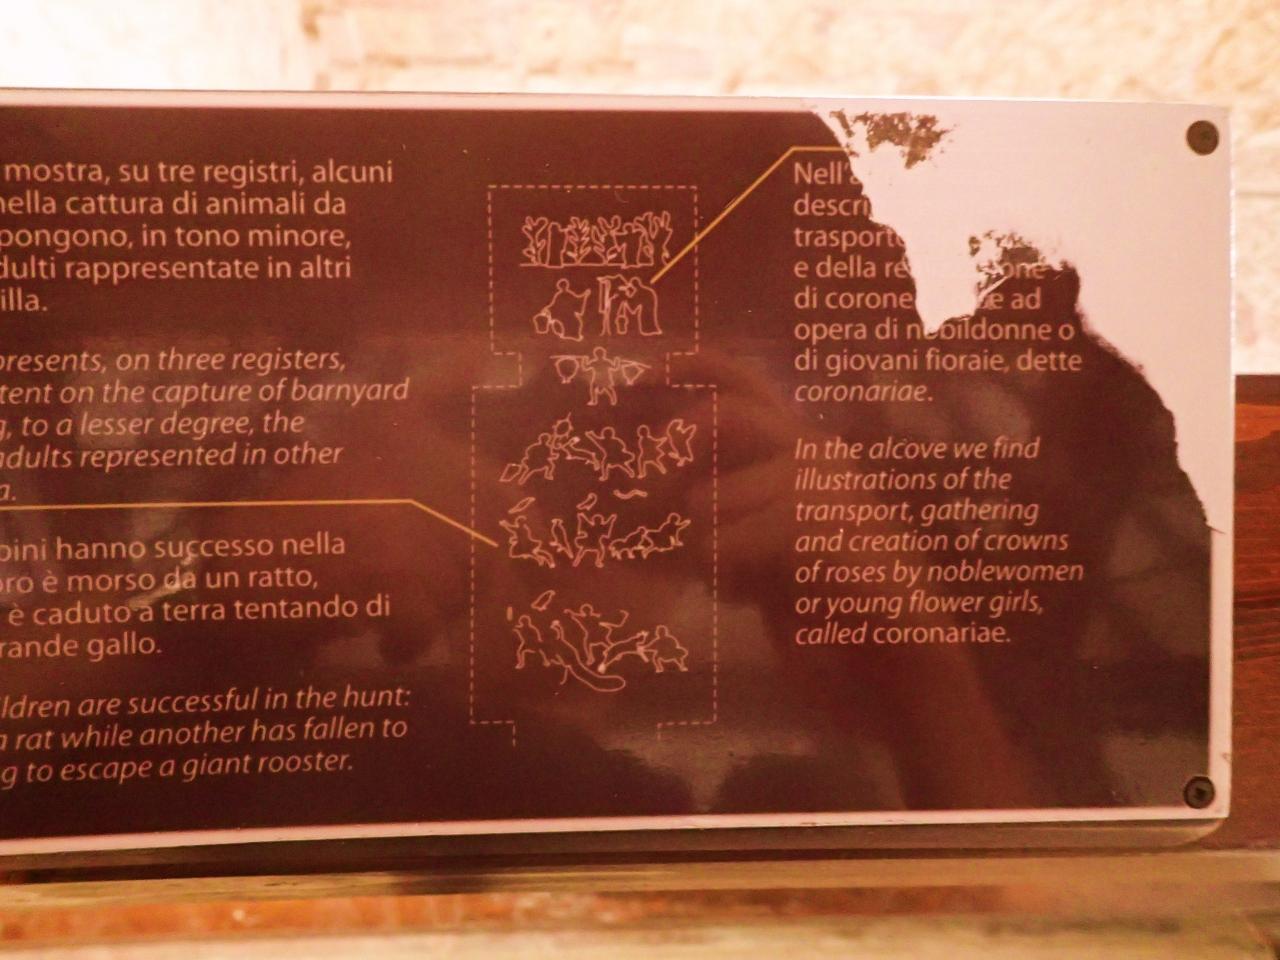 mostra, su tre registri, alcuni
nella cattura di animali da
pongono, in tono minore,
dulti rappresentate in altri
illa.
presents, on three registers,
tent on the capture of barnyard
g, to a lesser degree, the
adults represented in other
a.
bini hanno successo nella
oro è morso da un ratto,
è caduto a terra tentando di
rande gallo.
ildren are successful in the hunt:
a rat while another has fallen to
g to escape a giant rooster.
Nell'a
descri
trasporto
e della re one
di corone e ad
opera di nobildonne o
di giovani fioraie, dette
coronariae.
In the alcove we find
illustrations of the
transport, gathering
and creation of crowns
of roses by noblewomen
or young flower girls,
called coronariae.